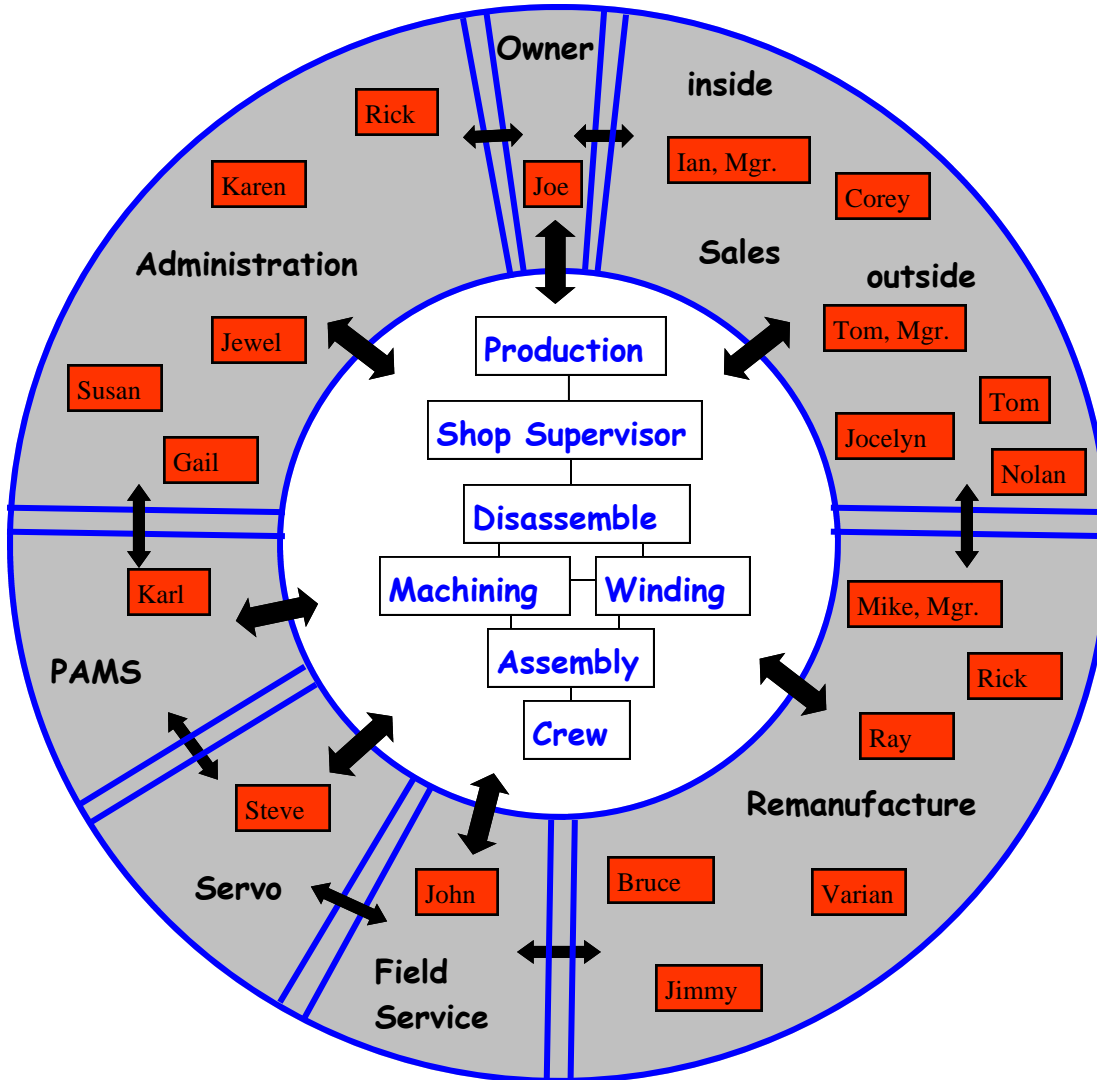 Owner
inside
Rick
Ian, Mgr.
Karen
Joe
Corey
Administration
Sales
outside
Jewel
Tom, Mgr.
Production
Susan
Tom
Shop Supervisor
Jocelyn
Gail
Nolan
Disassemble
Karl
Machining
Winding
Mike, Mgr.
PAMS
Assembly
Rick
Crew
Ray
Steve
Remanufacture
Servo
John
Bruce
Varian
Field
Service
Jimmy